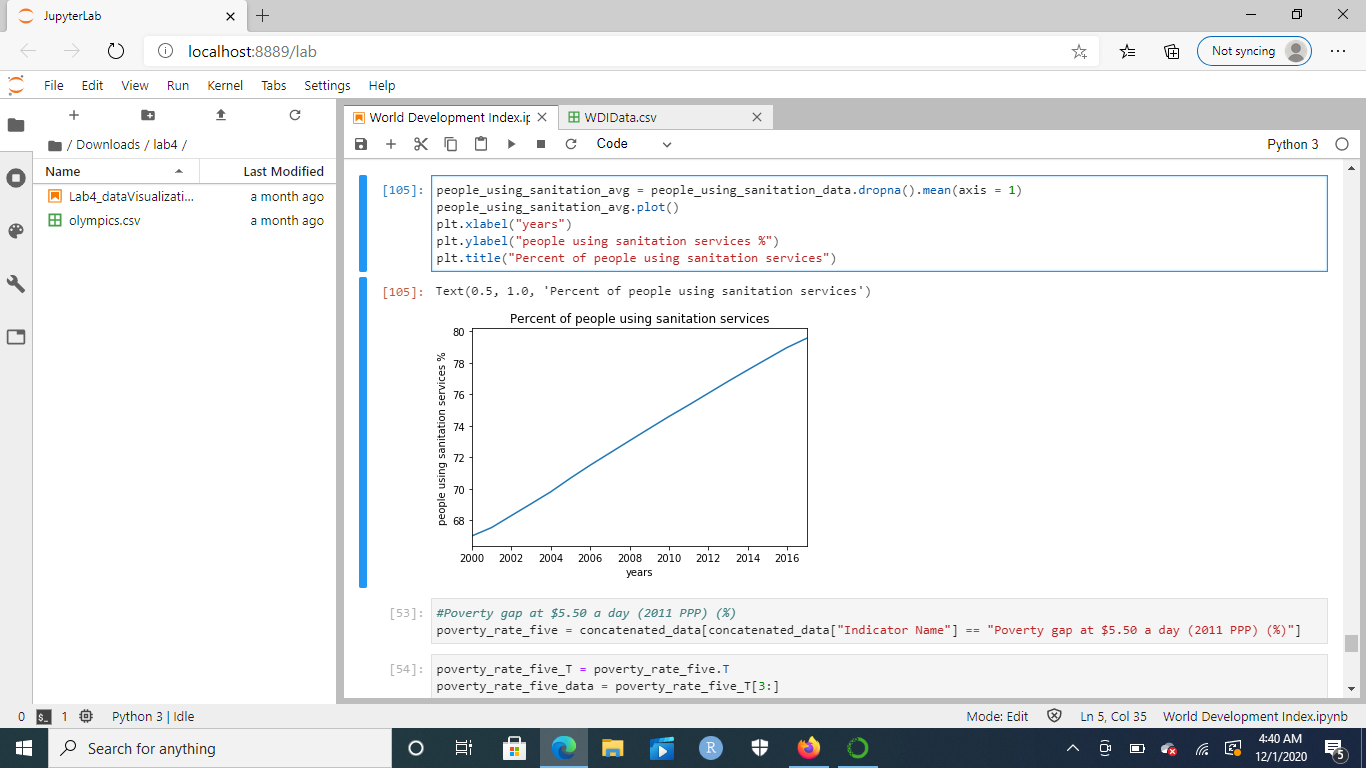 JupyterLab
localhost:8889/lab
Not syncing
File Edit View Run Kernel Tabs Settings Help
World Development Index.ip
WDIData.csv
/ Downloads / lab4 /
Code
Python 3
Name
Last Modified
Lab4_dataVisualizati...
a month ago
olympics.csv
a month ago
[105]:
people_using_sanitation_avg = people_using_sanitation_data.dropna().mean(axis = 1)
people_using_sanitation_avg.plot()
plt.xlabel("years")
plt.ylabel("people using sanitation services %")
plt.title("Percent of people using sanitation services")
[105]:
Text(0.5, 1.0, 'Percent of people using sanitation services')
Percent of people using sanitation services
people using sanitation services %
80
78
76
74
72
70
68
2000 2002 2004 2006 2008 2010 2012 2014 2016
years
[53]:
#Poverty gap at $5.50 a day (2011 PPP) (%)
poverty_rate_five = concatenated_data[concatenated_data["Indicator Name"] == "Poverty gap at $5.50 a day (2011 PPP) (%)"]
[54]:
poverty_rate_five_T = poverty_rate_five.T
poverty_rate_five_data = poverty_rate_five_T[3:]
0 $_ 1 Python 3 | Idle
Mode: Edit
Ln 5, Col 35
World Development Index.ipynb
Search for anything
R
4:40 AM
12/1/2020
5